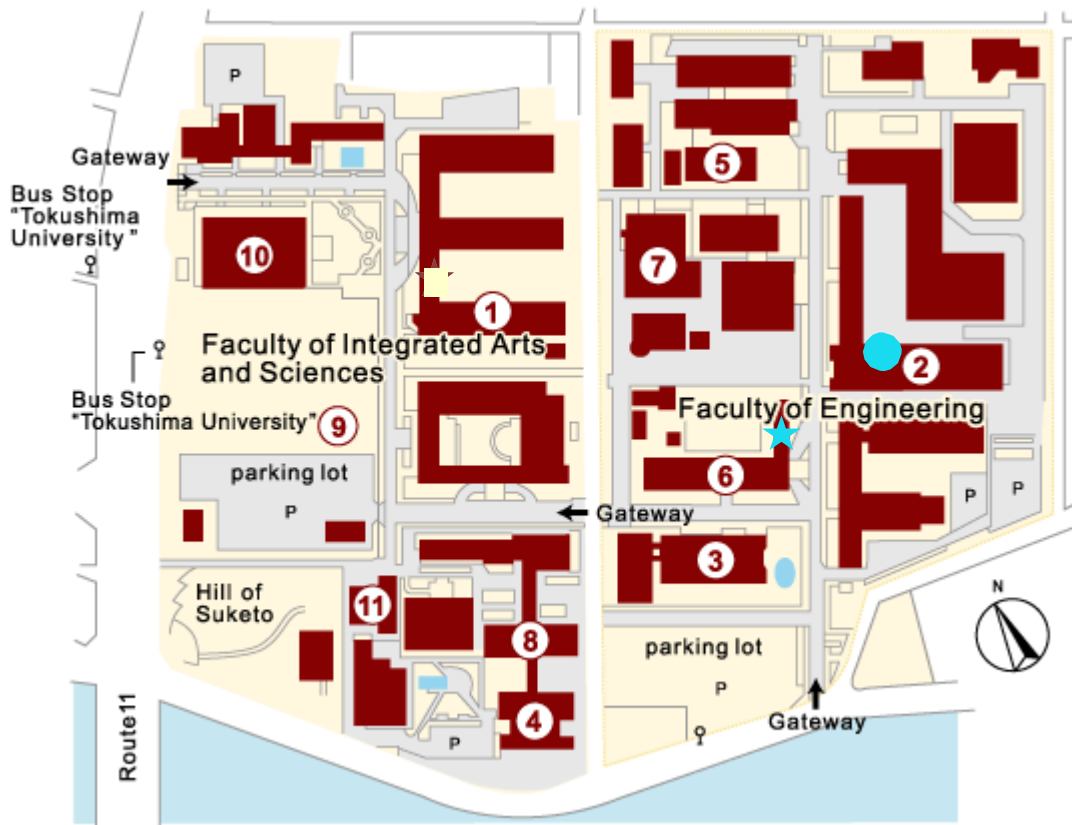 P
Gateway
Bus Stop
"Tokushima
University"
10
1
Faculty of Integrated Arts
and Sciences
Bus Stop
"Tokushima University"
9
parking lot
P
Hill of
Suketo
11
8
4
P
Route11
5
7
2
Faculty of Engineering
6
P
P
Gateway
3
parking lot
P
Gateway
N